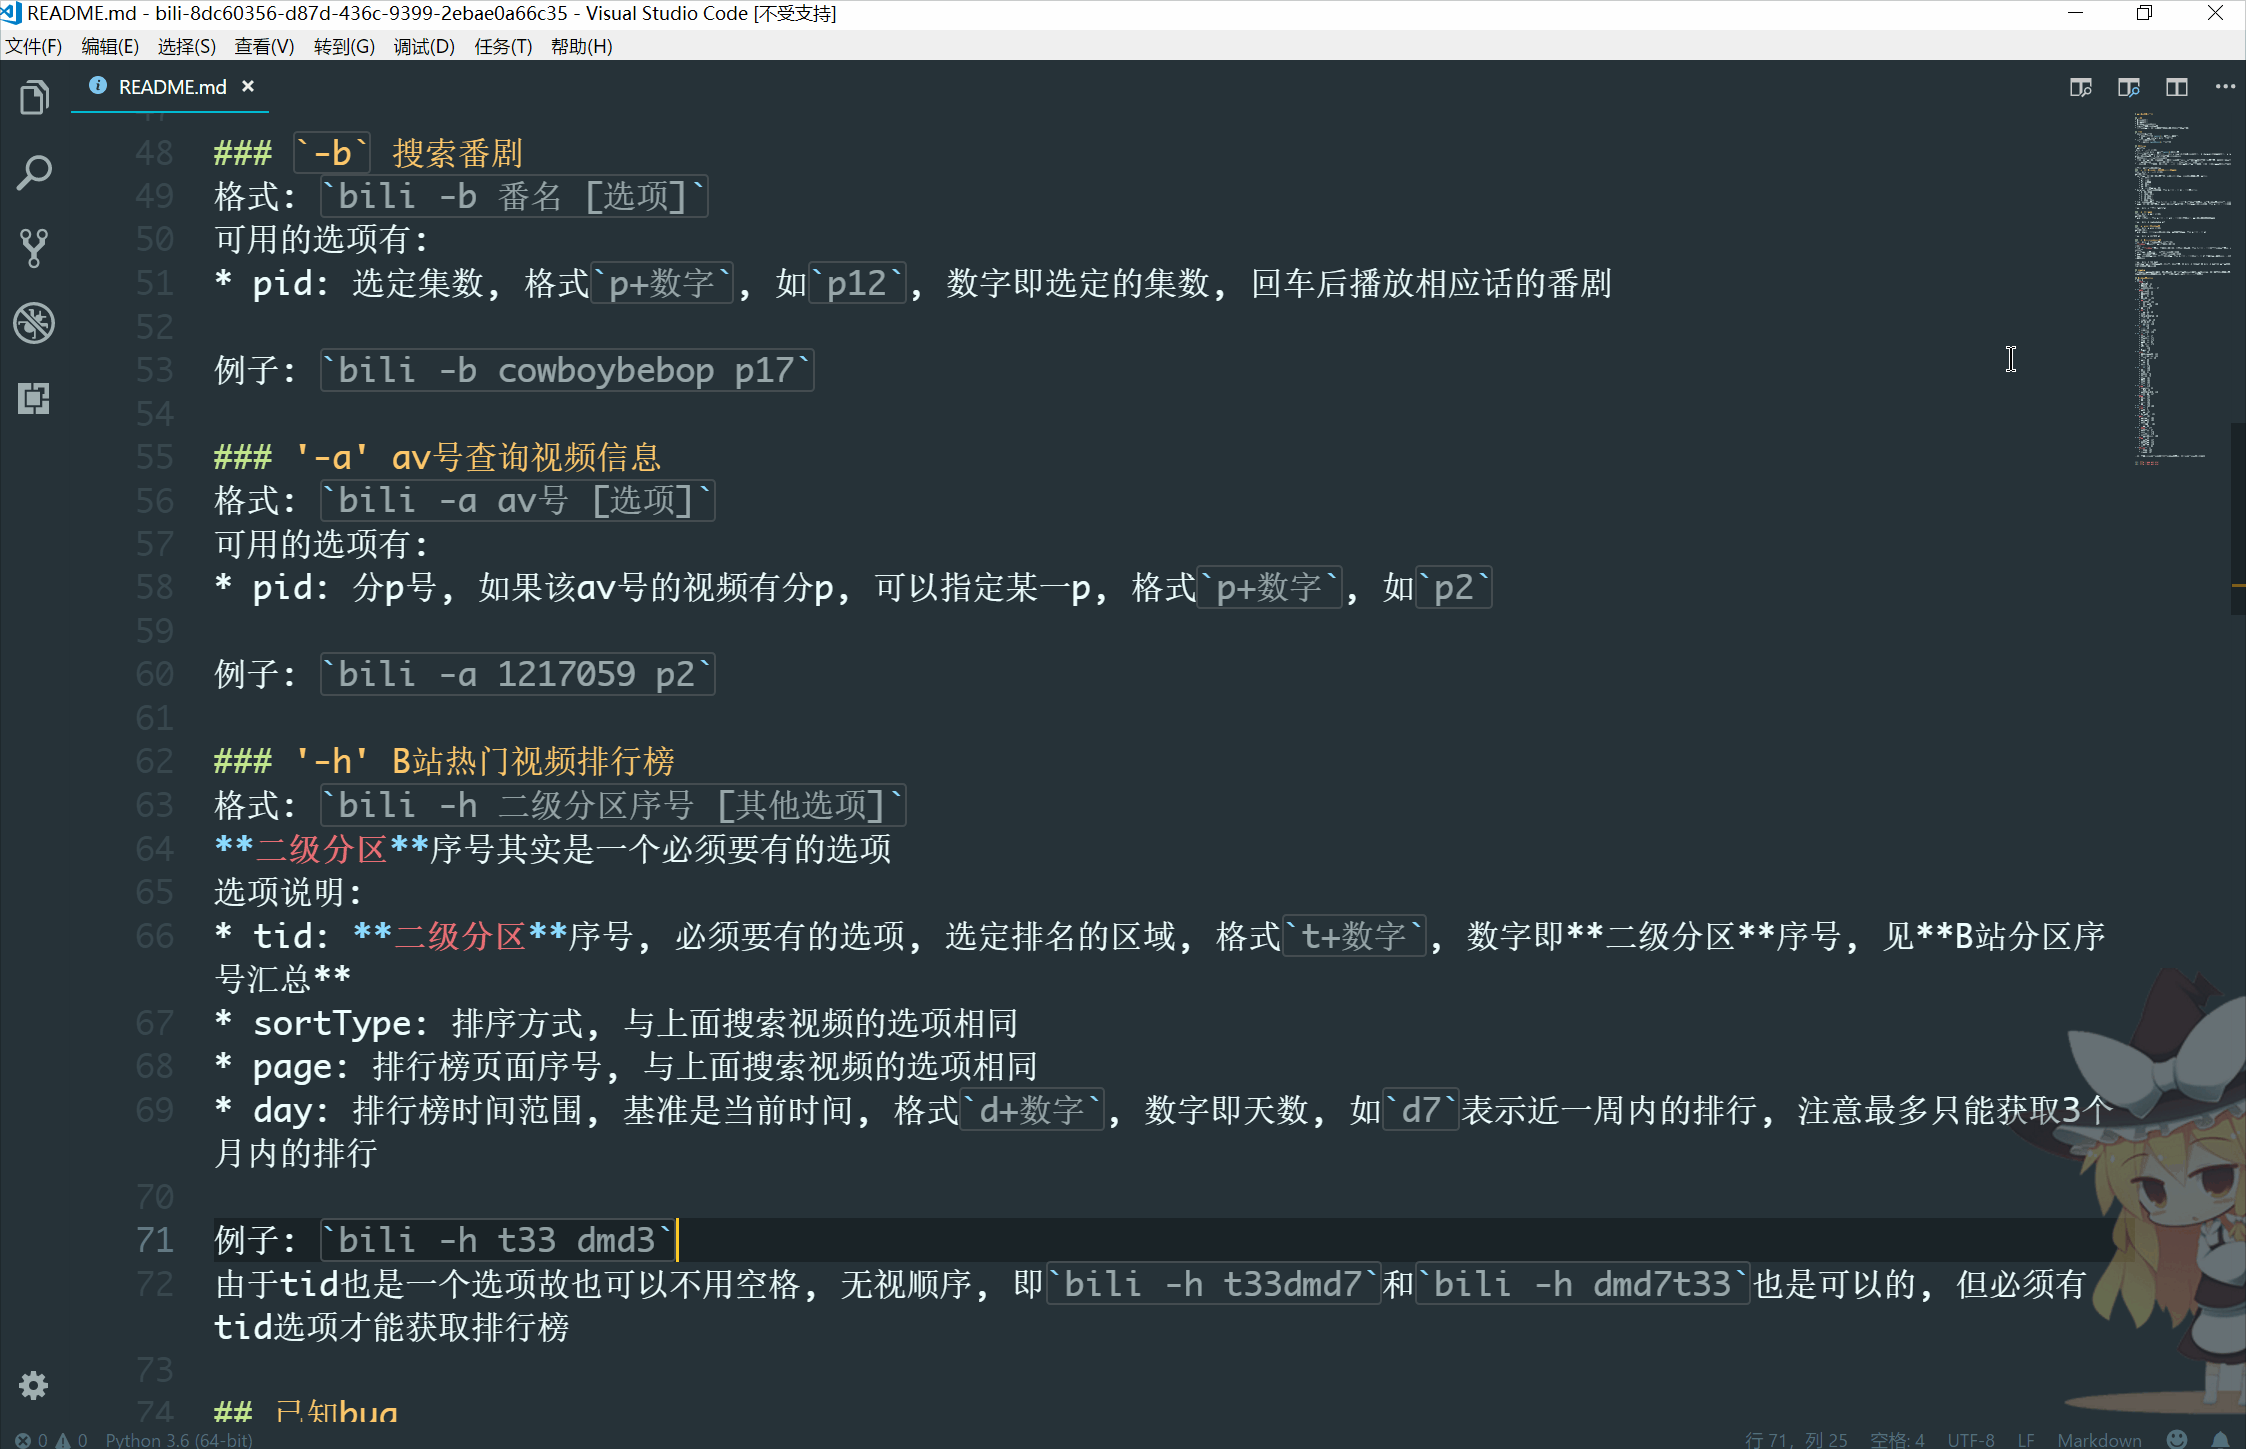 README.md - bili-8dc60356-d87d-436c-9399-2ebae0a66c35 - Visual Studio Code [不受支持]
文件(F) 编辑(E) 选择(S) 查看(V) 转到(G) 调试(D) 任务(T) 帮助(H)
README.md
48 ### `-b` 搜索番剧
49 格式: `bili -b 番名 [选项]`
50 可用的选项有:
51 * pid: 选定集数, 格式`p+数字`, 如`p12`, 数字即选定的集数, 回车后播放相应话的番剧
52
53 例子: `bili -b cowboybebop p17`
54
55 ### '-a' av号查询视频信息
56 格式: `bili -a av号 [选项]`
57 可用的选项有:
58 * pid: 分p号, 如果该av号的视频有分p, 可以指定某一p, 格式`p+数字`, 如`p2`
59
60 例子: `bili -a 1217059 p2`
61
62 ### '-h' B站热门视频排行榜
63 格式: `bili -h 二级分区序号 [其他选项]`
64 **二级分区**序号其实是一个必须要有的选项
65 选项说明:
66 * tid: **二级分区**序号, 必须要有的选项, 选定排名的区域, 格式`t+数字`, 数字即**二级分区**序号, 见**B站分区序
号汇总**
67 * sortType: 排序方式, 与上面搜索视频的选项相同
68 * page: 排行榜页面序号, 与上面搜索视频的选项相同
69 * day: 排行榜时间范围, 基准是当前时间, 格式`d+数字`, 数字即天数, 如`d7`表示近一周内的排行, 注意最多只能获取3个
月内的排行
70
71 例子: `bili -h t33 dmd3`
72 由于tid也是一个选项故也可以不用空格, 无视顺序, 即`bili -h t33dmd7`和`bili -h dmd7t33`也是可以的, 但必须有
tid选项才能获取排行榜
73
74 ## 已知bug
0 0 Python 3.6 (64-bit) 行 71, 列 25 空格: 4 UTF-8 LF Markdown